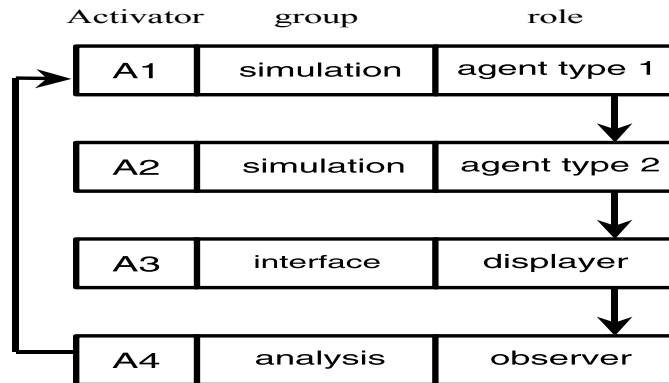 Activator group role
A1 simulation agent type 1
A2 simulation agent type 2
A3 interface displayer
A4 analysis observer